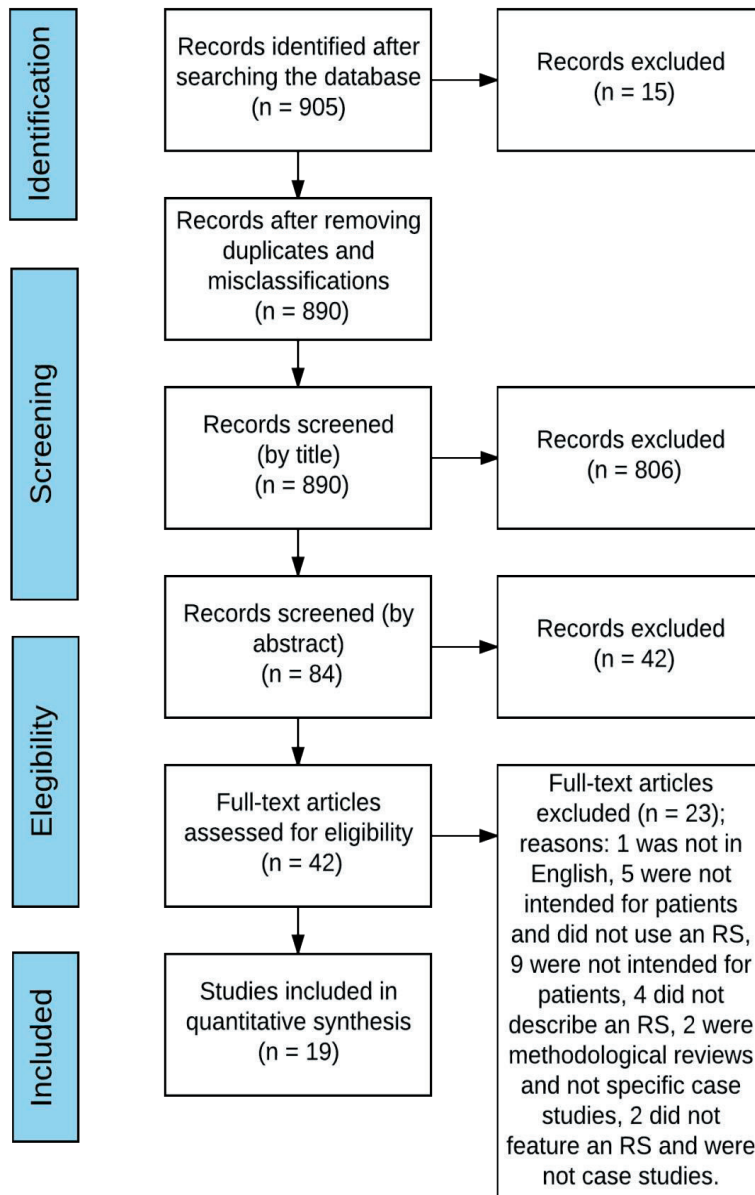 Identification
Records identified after
searching the database
(n = 905)
Records excluded
(n = 15)
Records after removing
duplicates and
misclassifications
(n = 890)
Screening
Records screened
(by title)
(n = 890)
Records excluded
(n = 806)
Records screened (by
abstract)
(n = 84)
Records excluded
(n = 42)
Elegibility
Full-text articles
assessed for eligibility
(n = 42)
Full-text articles
excluded (n = 23);
reasons: 1 was not in
English, 5 were not
intended for patients
and did not use an RS,
9 were not intended for
patients, 4 did not
describe an RS, 2 were
methodological reviews
and not specific case
studies, 2 did not
feature an RS and were
not case studies.
Included
Studies included in
quantitative synthesis
(n = 19)